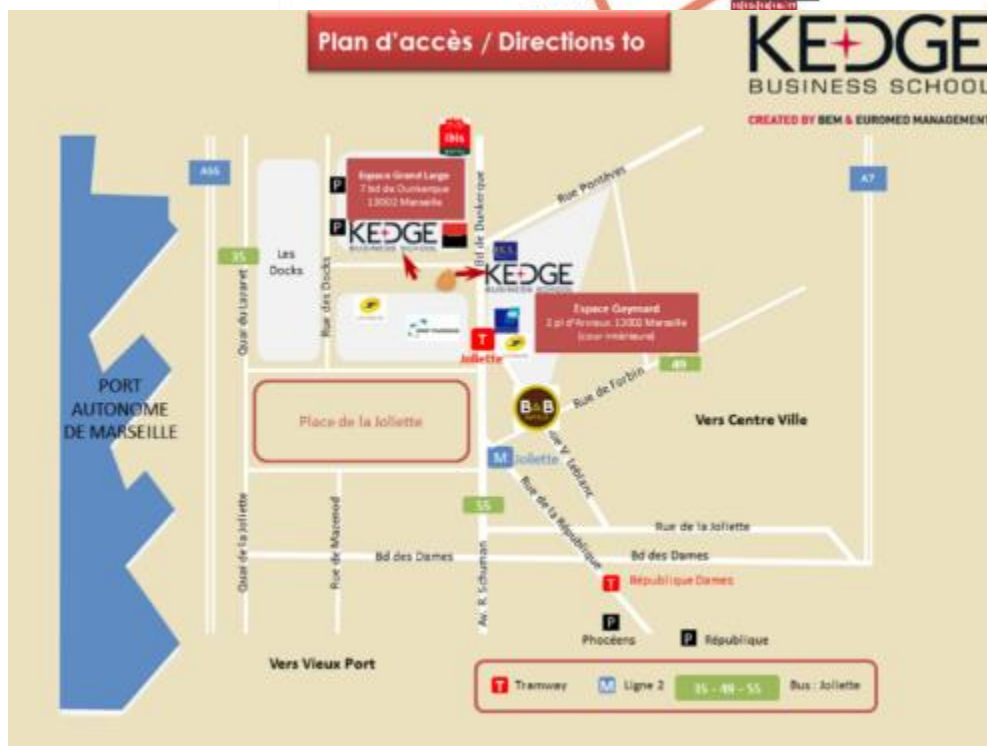 Plan d'accès / Directions to
KEDGE
BUSINESS SCHOOL
CREATED BY BEM & EUROMED MANAGEMENT
ibis
A55
Espace Grand Large
7 bd de Dunkerque
13002 Marseille
P
P
KEDGE
BUSINESS SCHOOL
Bd de Dunkerque
Rue Pontèves
A7
35
Les
Docks
Quai du Lazaret
Rue des Docks
KEDGE
BUSINESS SCHOOL
Espace Gaymard
2 pl d'Arvieux 13002 Marseille
(cour intérieure)
T
Joliette
49
PORT
AUTONOME
DE MARSEILLE
Place de la Joliette
B&B
Rue de Forbin
Vers Centre Ville
M Joliette
Rue V. Leblanc
55
Rue de la République
Rue de la Joliette
Quai de la Joliette
Rue de Mazenod
Bd des Dames
Av. R. Schuman
Bd des Dames
T République Dames
P
Phocéens
P République
Vers Vieux Port
T Tramway
M Ligne 2
35 - 49 - 55
Bus : Joliette